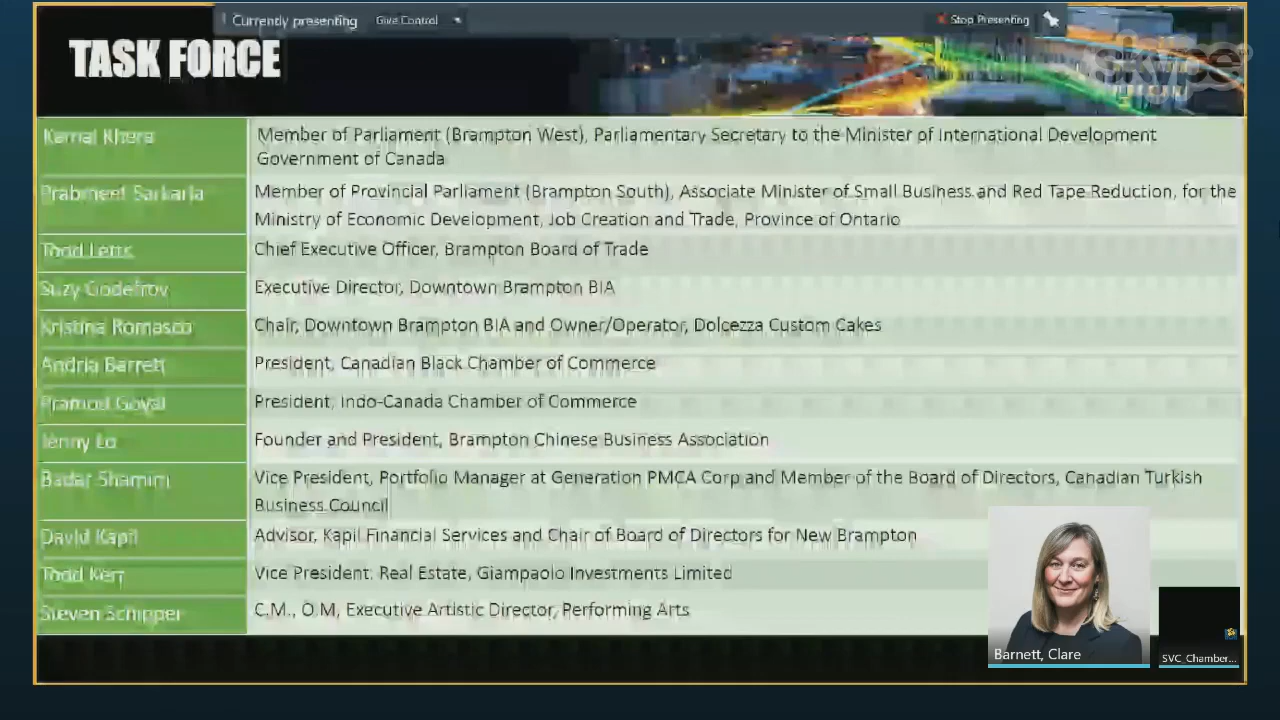 Currently presenting Give Control Stop Presenting
TASK FORCE
skype
Kamal Khera Member of Parliament (Brampton West), Parliamentary Secretary to the Minister of International Development
Government of Canada
Prabmeet Sarkaria Member of Provincial Parliament (Brampton South), Associate Minister of Small Business and Red Tape Reduction, for the
Ministry of Economic Development, Job Creation and Trade, Province of Ontario
Todd Letts Chief Executive Officer, Brampton Board of Trade
Suzy Godefroy Executive Director, Downtown Brampton BIA
Kristina Romasco Chair, Downtown Brampton BIA and Owner/Operator, Dolcezza Custom Cakes
Andria Barrett President, Canadian Black Chamber of Commerce
Pramod Goyal President, Indo-Canada Chamber of Commerce
Jenny Lo Founder and President, Brampton Chinese Business Association
Badar Shamim Vice President, Portfolio Manager at Generation PMCA Corp and Member of the Board of Directors, Canadian Turkish
Business Council
David Kapil Advisor, Kapil Financial Services and Chair of Board of Directors for New Brampton
Todd Kerr Vice President, Real Estate, Giampaolo Investments Limited
Steven Schipper C.M., O.M, Executive Artistic Director, Performing Arts
Barnett, Clare
SVC_Chamber...